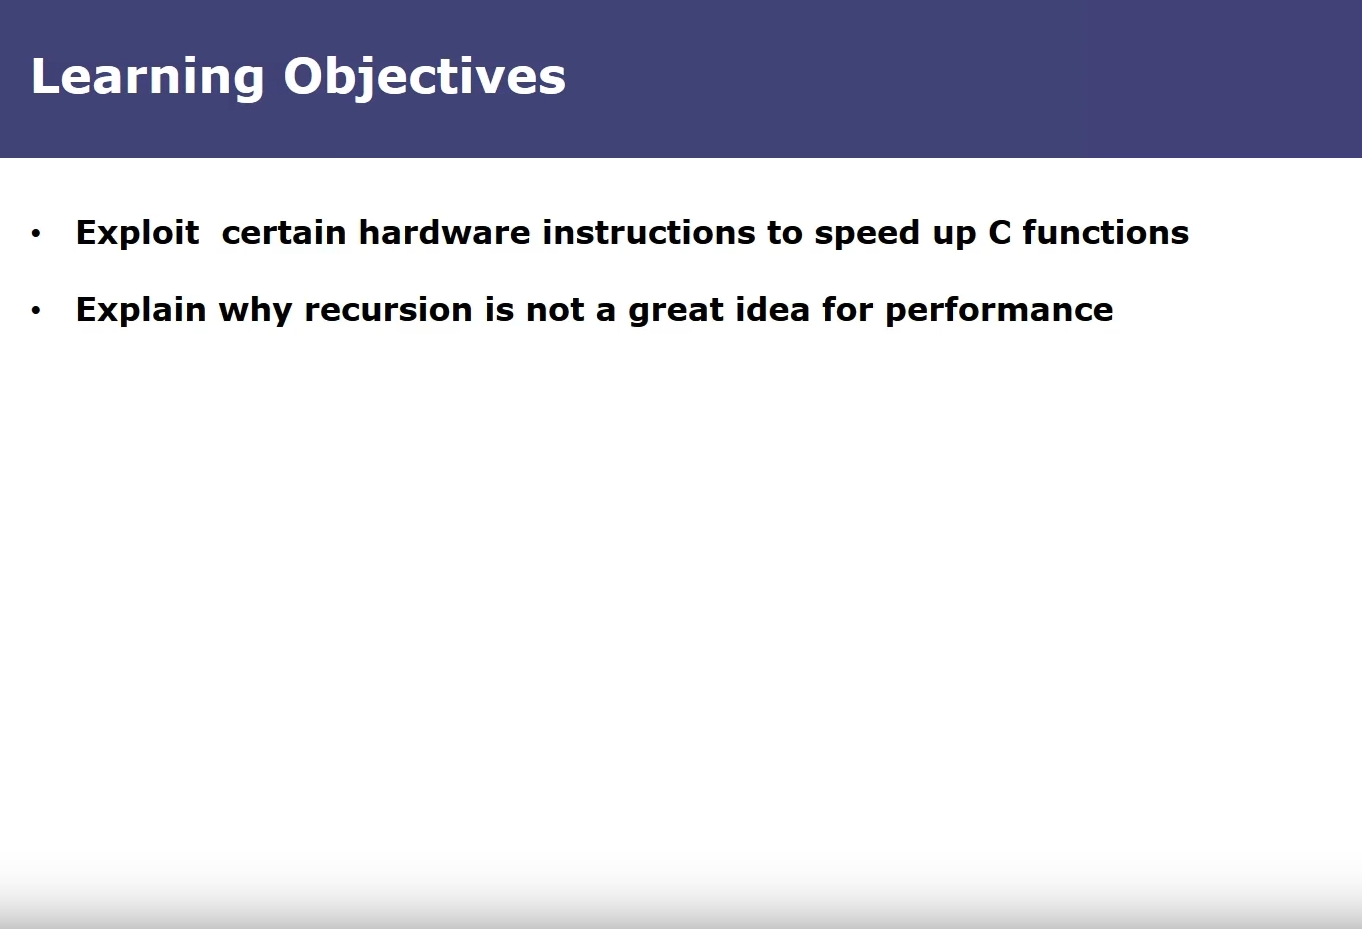 Learning Objectives
• Exploit  certain hardware instructions to speed up C functions
• Explain why recursion is not a great idea for performance